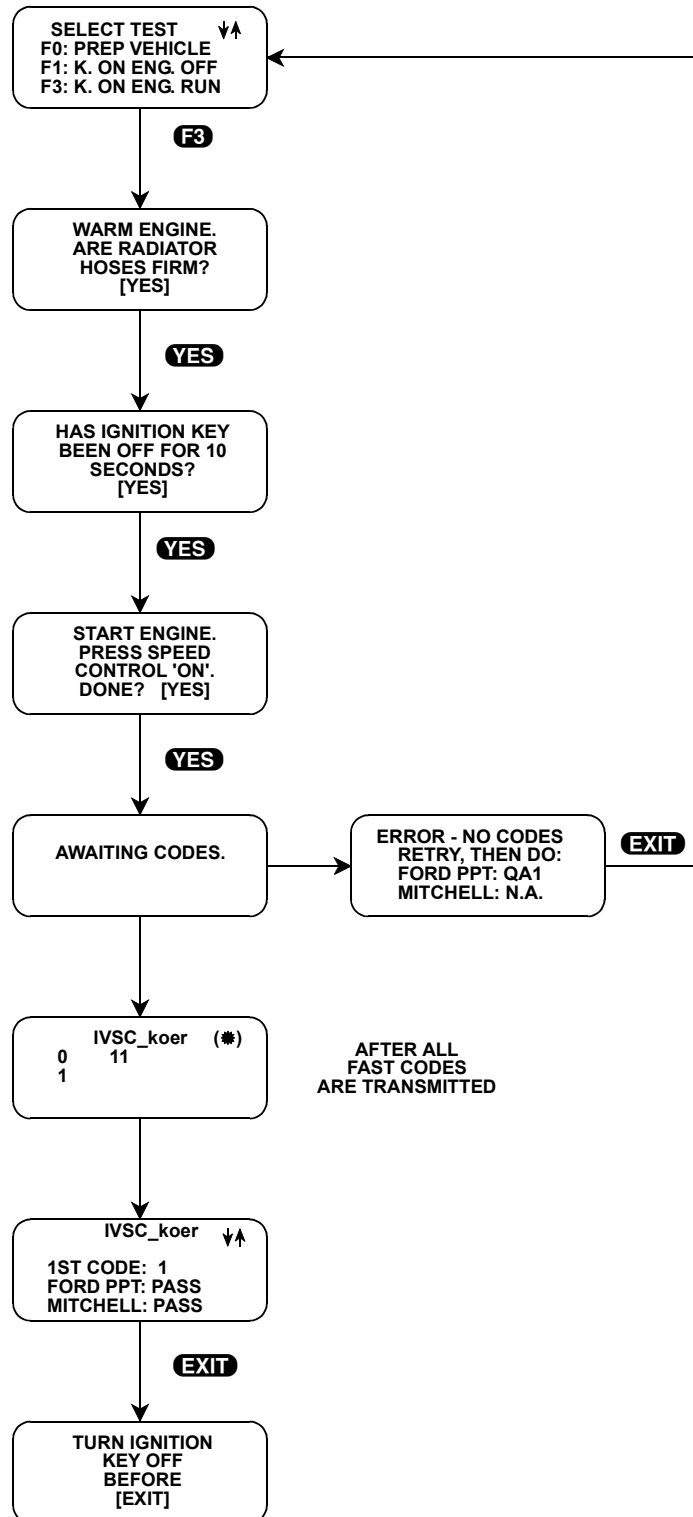 SELECT TEST
F0: PREP VEHICLE
F1: K. ON ENG. OFF
F3: K. ON ENG. RUN
F3
WARM ENGINE.
ARE RADIATOR
HOSES FIRM?
[YES]
YES
HAS IGNITION KEY
BEEN OFF FOR 10
SECONDS?
[YES]
YES
START ENGINE.
PRESS SPEED
CONTROL 'ON'.
DONE? [YES]
YES
AWAITING CODES.
ERROR - NO CODES
RETRY, THEN DO:
FORD PPT: QA1
MITCHELL: N.A.
EXIT
IVSC_koer (✹)
0 11
1
AFTER ALL
FAST CODES
ARE TRANSMITTED
IVSC_koer
1ST CODE: 1
FORD PPT: PASS
MITCHELL: PASS
EXIT
TURN IGNITION
KEY OFF
BEFORE
[EXIT]